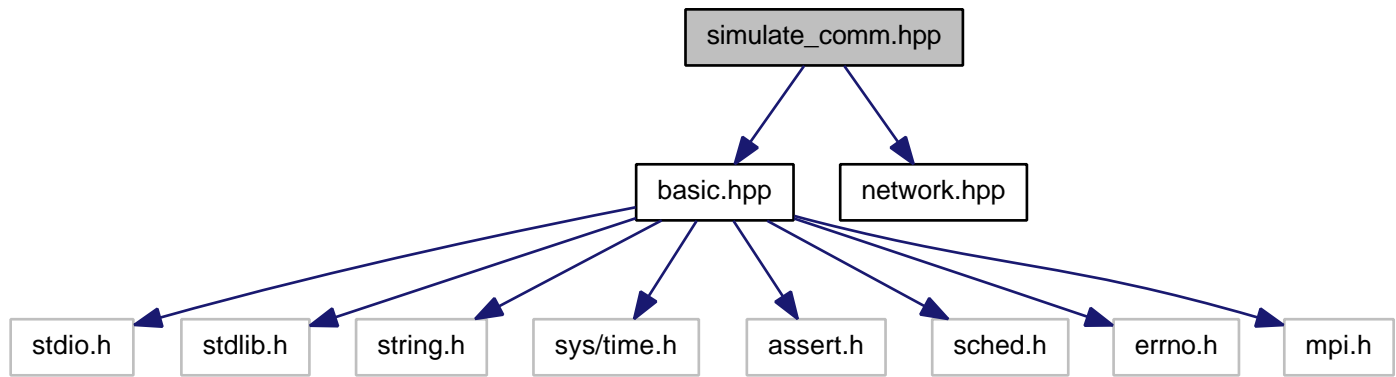 simulate_comm.hpp
basic.hpp
network.hpp
stdio.h
stdlib.h
string.h
sys/time.h
assert.h
sched.h
errno.h
mpi.h